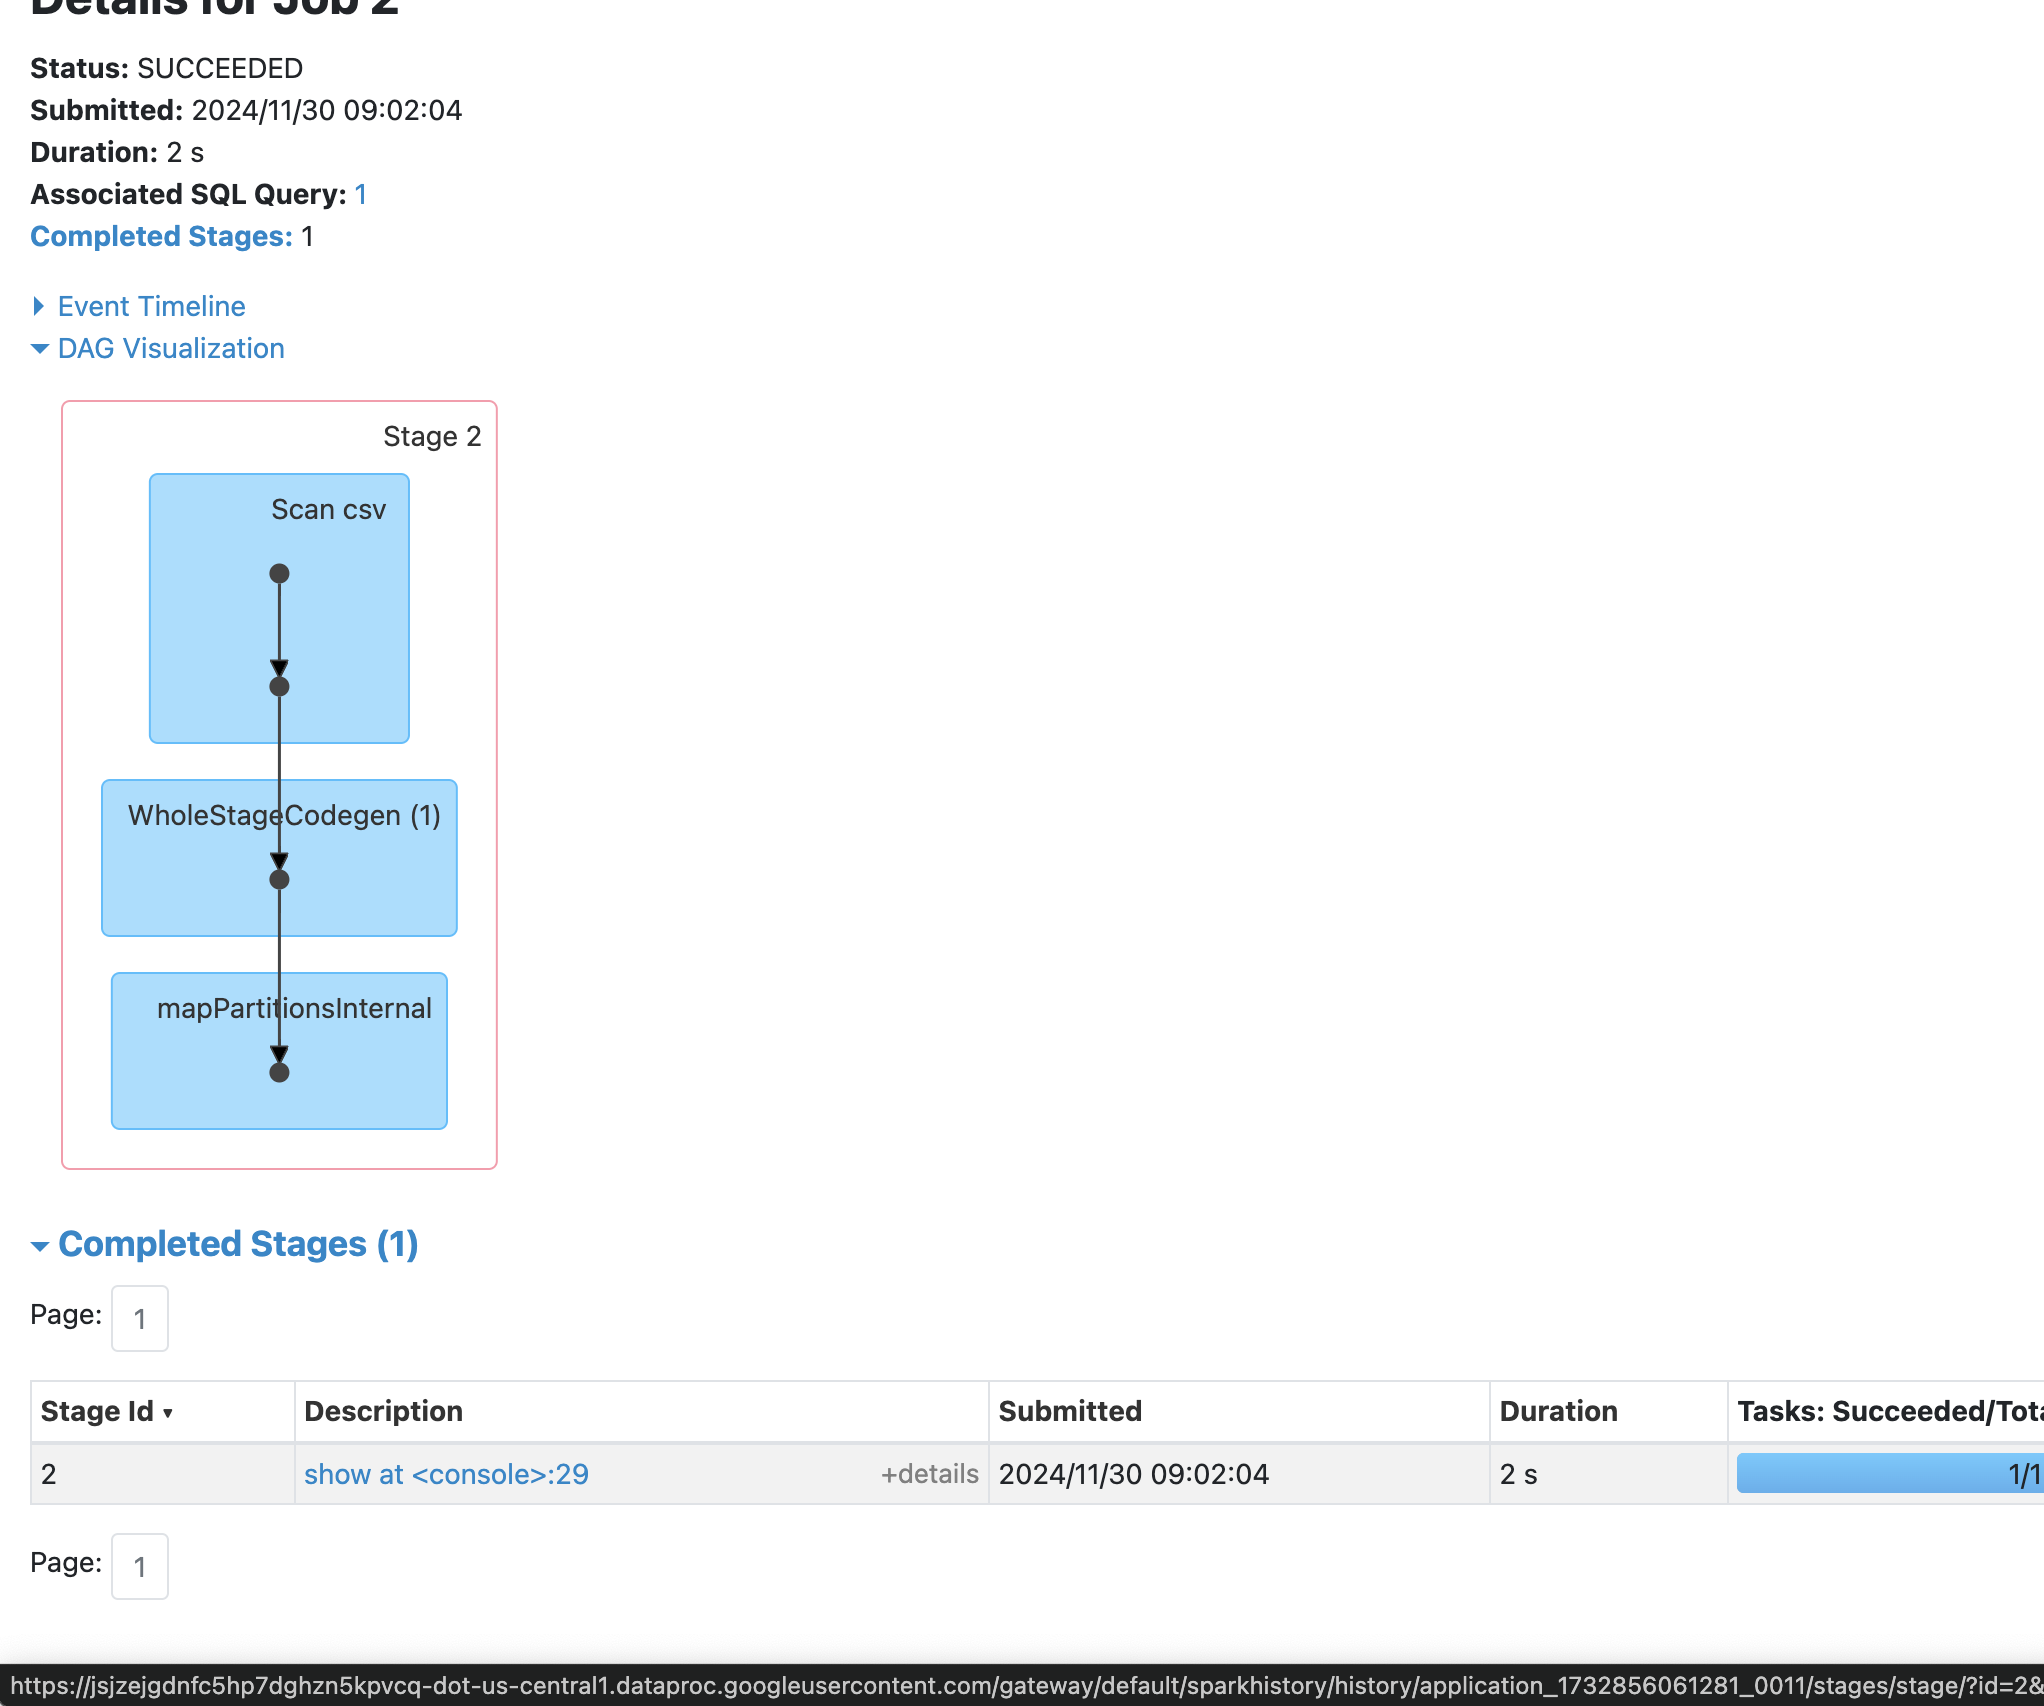 Details for Job 2
Status: SUCCEEDED
Submitted: 2024/11/30 09:02:04
Duration: 2 s
Associated SQL Query: 1
Completed Stages: 1
Event Timeline
DAG Visualization
Stage 2
Scan csv
WholeStageCodegen (1)
mapPartitionsInternal
Completed Stages (1)
Page: 1
Stage Id ▾ Description Submitted Duration Tasks: Succeeded/Tota
2 show at <console>:29 +details 2024/11/30 09:02:04 2 s 1/1
Page: 1
https://jsjzejgdnfc5hp7dghzn5kpvcq-dot-us-central1.dataproc.googleusercontent.com/gateway/default/sparkhistory/history/application_1732856061281_0011/stages/stage/?id=2&